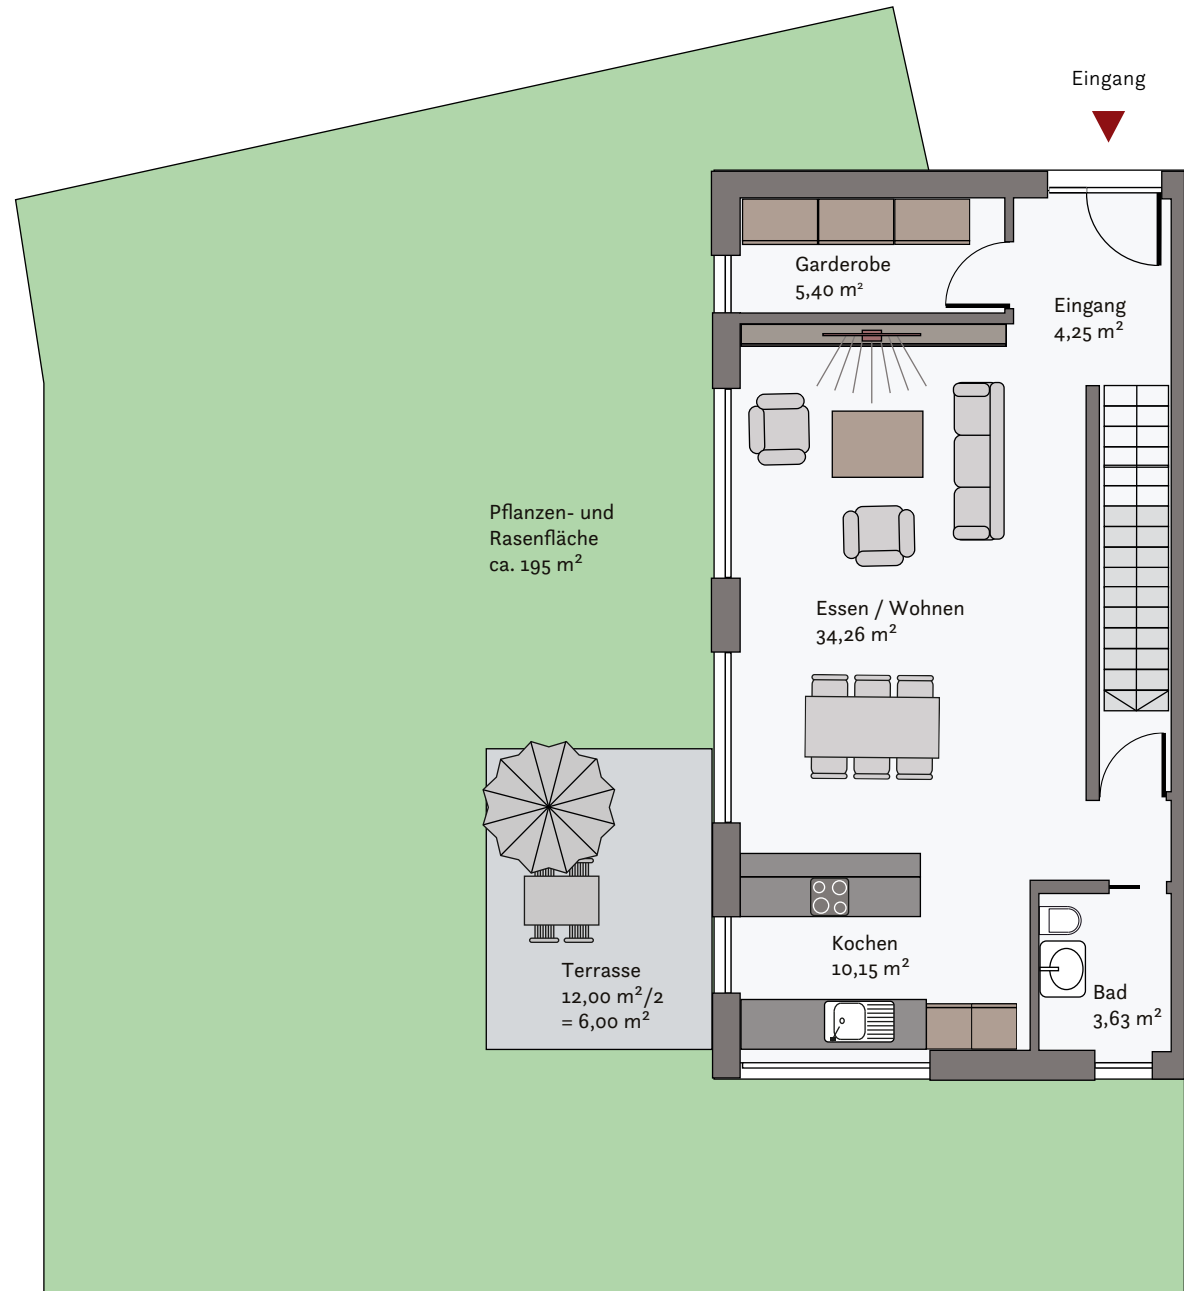 Eingang
Garderobe
5,40 m²
Eingang
4,25 m²
Pflanzen- und
Rasenfläche
ca. 195 m²
Essen / Wohnen
34,26 m²
Kochen
10,15 m²
Terrasse
12,00 m²/2
= 6,00 m²
Bad
3,63 m²